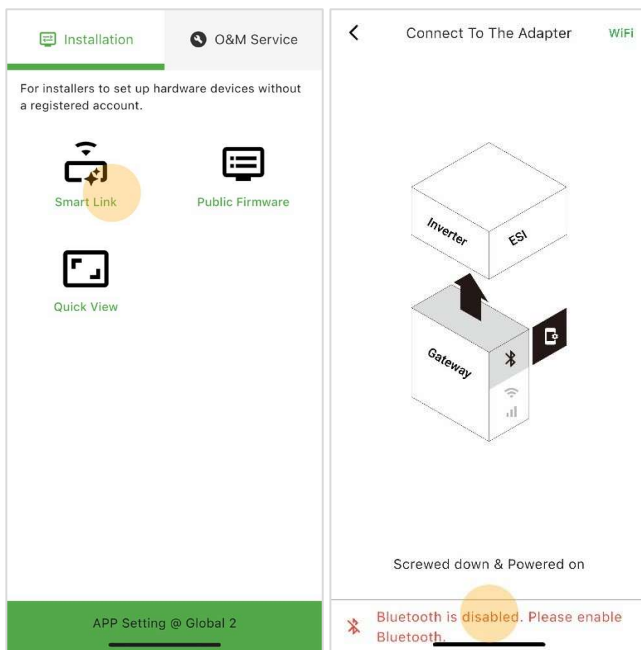 Installation
O&M Service
For installers to set up hardware devices without
a registered account.
Smart Link
Public Firmware
Quick View
APP Setting @ Global 2
Connect To The Adapter
WiFi
Inverter
ESI
Gateway
Screwed down & Powered on
Bluetooth is disabled. Please enable
Bluetooth.